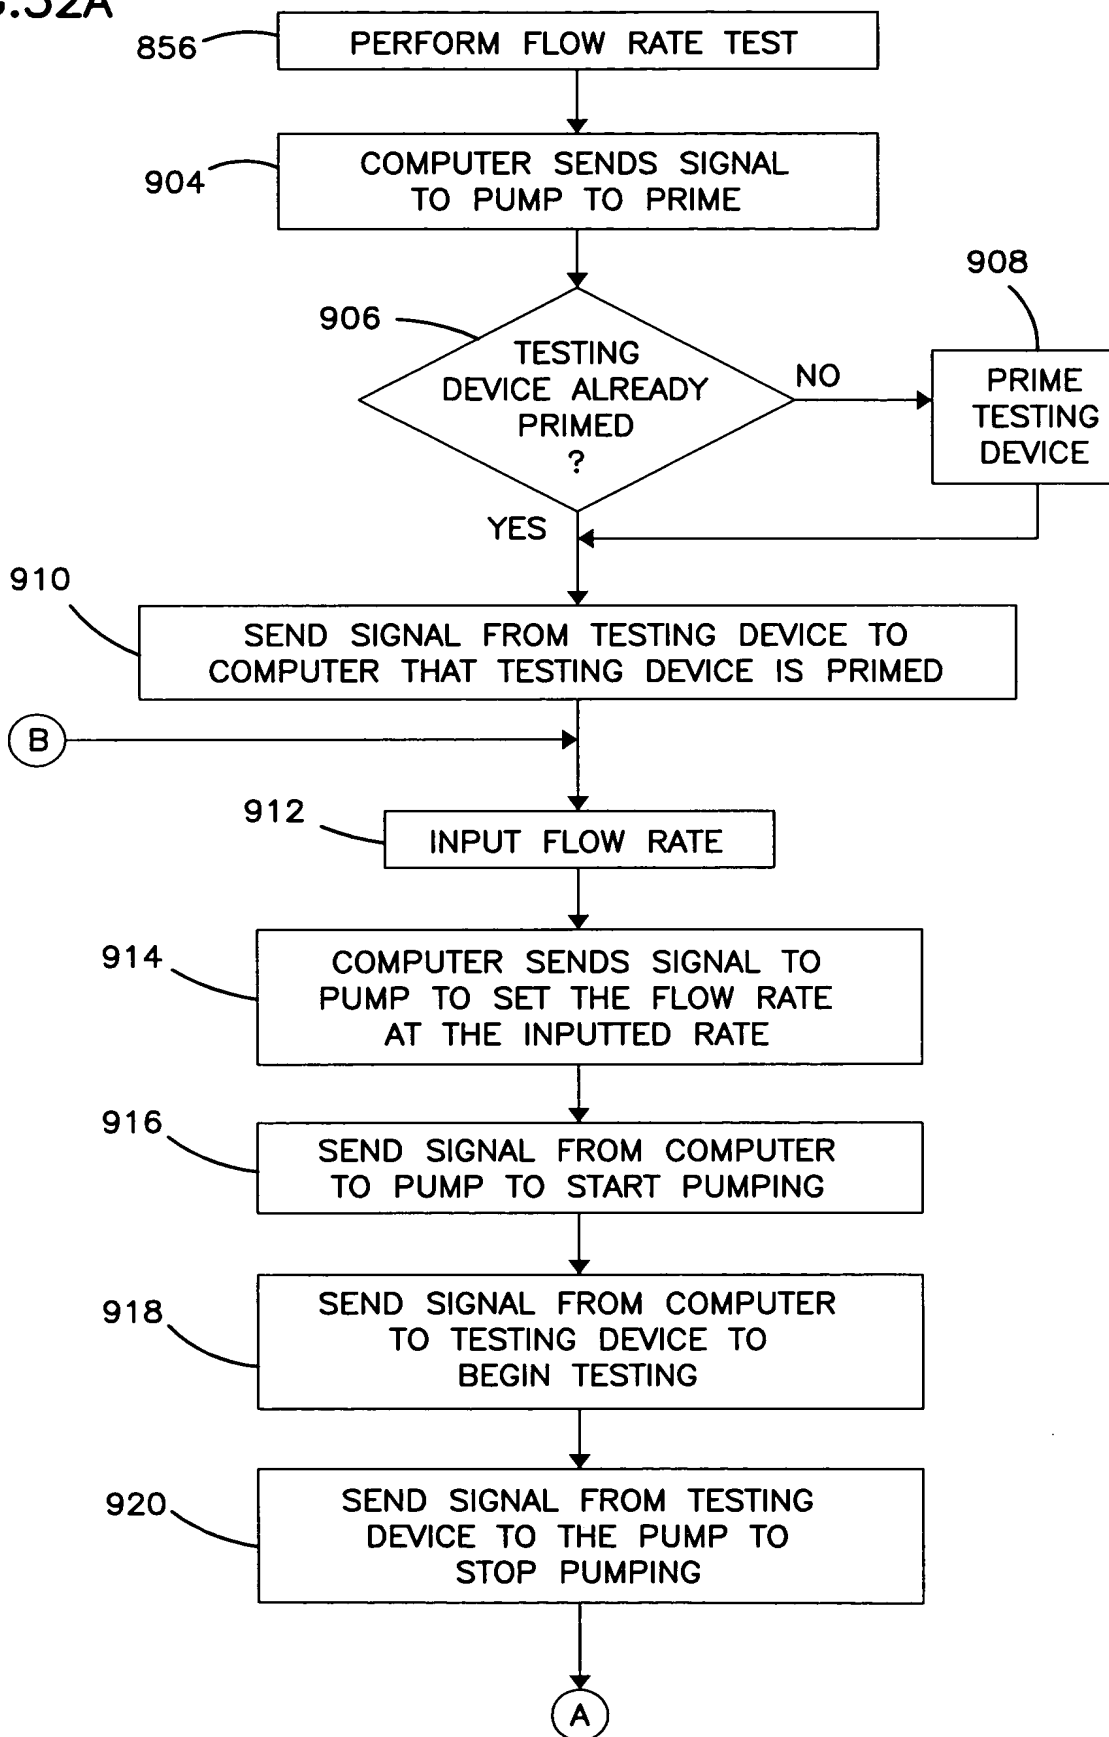 G.32A
856
PERFORM FLOW RATE TEST
904
COMPUTER SENDS SIGNAL
TO PUMP TO PRIME
906
TESTING
DEVICE ALREADY
PRIMED
?
NO
908
PRIME
TESTING
DEVICE
YES
910
SEND SIGNAL FROM TESTING DEVICE TO
COMPUTER THAT TESTING DEVICE IS PRIMED
B
912
INPUT FLOW RATE
914
COMPUTER SENDS SIGNAL TO
PUMP TO SET THE FLOW RATE
AT THE INPUTTED RATE
916
SEND SIGNAL FROM COMPUTER
TO PUMP TO START PUMPING
918
SEND SIGNAL FROM COMPUTER
TO TESTING DEVICE TO
BEGIN TESTING
920
SEND SIGNAL FROM TESTING
DEVICE TO THE PUMP TO
STOP PUMPING
A